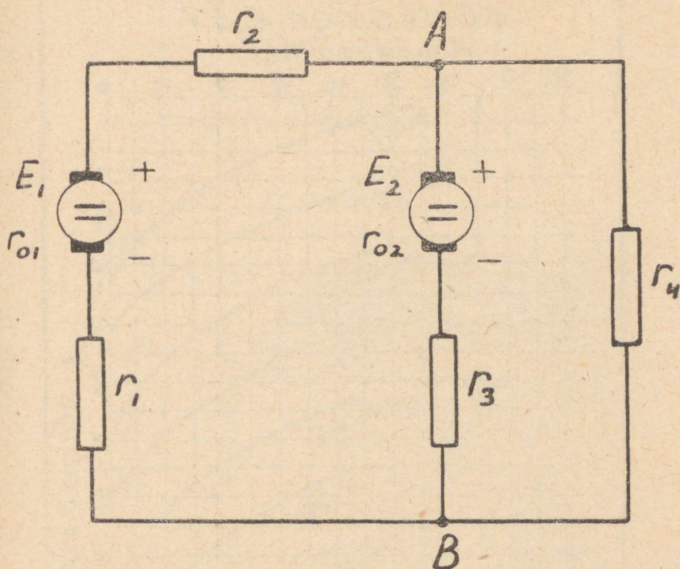 r₂
A
E₁
+
r₀₁
−
E₂
+
r₀₂
−
r₄
r₁
r₃
B